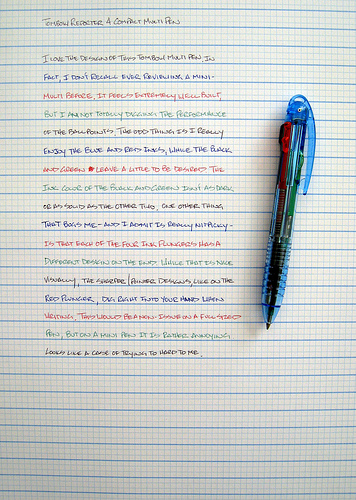 TOMBOW REPORTER 4 COMPACT MULTI PEN
I LOVE THE DESIGN OF THIS TOMBOW MULTI PEN, IN
FACT, I DON'T RECALL EVER REVIEWING A MINI-
MULTI BEFORE, IT FEELS EXTREMELY WELL BUILT,
BUT I AM NOT TOTALLY DIGGING THE PERFORMANCE
OF THE BALLPOINTS. THE ODD THING IS I REALLY
ENJOY THE BLUE AND RED INKS, WHILE THE BLACK
AND GREEN LEAVE A LITTLE TO BE DESIRED. THE
INK COLOR OF THE BLACK AND GREEN ISN'T AS DARK
OR AS SOLID AS THE OTHER TWO, ONE OTHER THING
THAT BUGS ME - AND I ADMIT IS REALLY NITPICKY -
IS THAT EACH OF THE FOUR INK PLUNGERS HAS A
DIFFERENT DESIGN ON THE END. WHILE THAT IS NICE
VISUALLY, THE SHARPER/POINTER DESIGNS, LIKE ON THE
RED PLUNGER, DIG RIGHT INTO YOUR HAND WHEN
WRITING, THIS WOULD BE A NON-ISSUE ON A FULL SIZED
PEN, BUT ON A MINI PEN IT IS RATHER ANNOYING
LOOKS LIKE A CASE OF TRYING TO HARD TO ME.